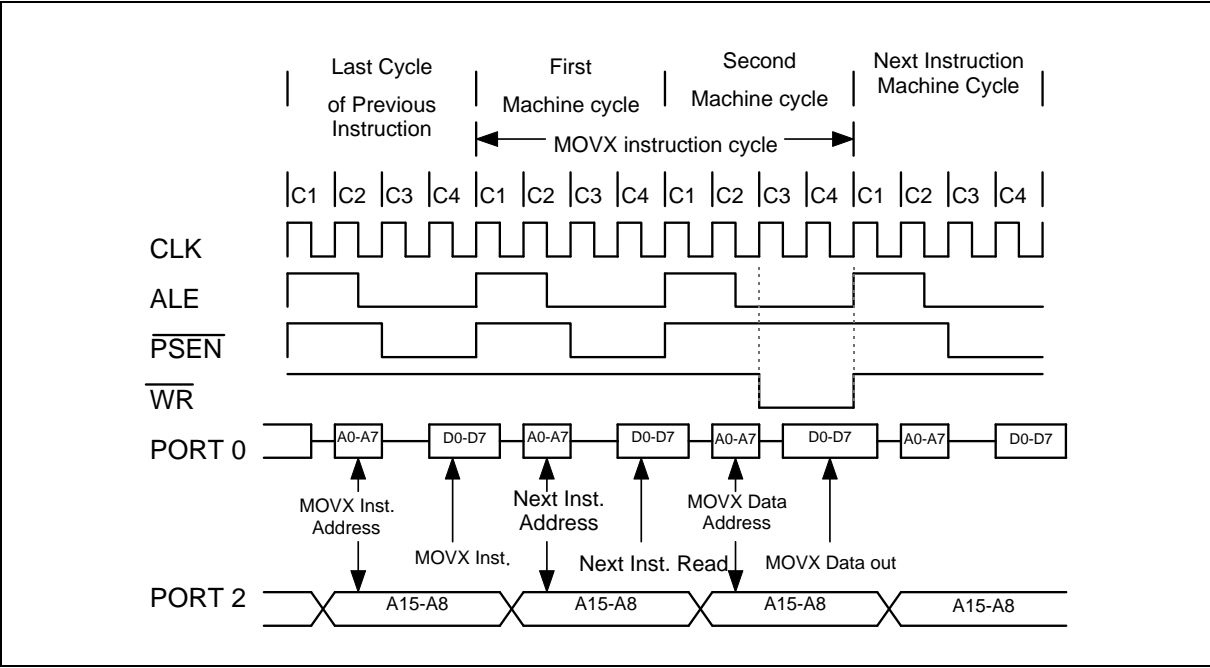 Last Cycle
of Previous
Instruction
First
Machine cycle
Second
Machine cycle
Next Instruction
Machine Cycle
MOVX instruction cycle
C1 C2 C3 C4 C1 C2 C3 C4 C1 C2 C3 C4 C1 C2 C3 C4
CLK
ALE
PSEN
WR
PORT 0
A0-A7 D0-D7 A0-A7 D0-D7 A0-A7 D0-D7 A0-A7 D0-D7
MOVX Inst.
Address
MOVX Inst.
Next Inst.
Address
Next Inst. Read
MOVX Data
Address
MOVX Data out
PORT 2
A15-A8 A15-A8 A15-A8 A15-A8